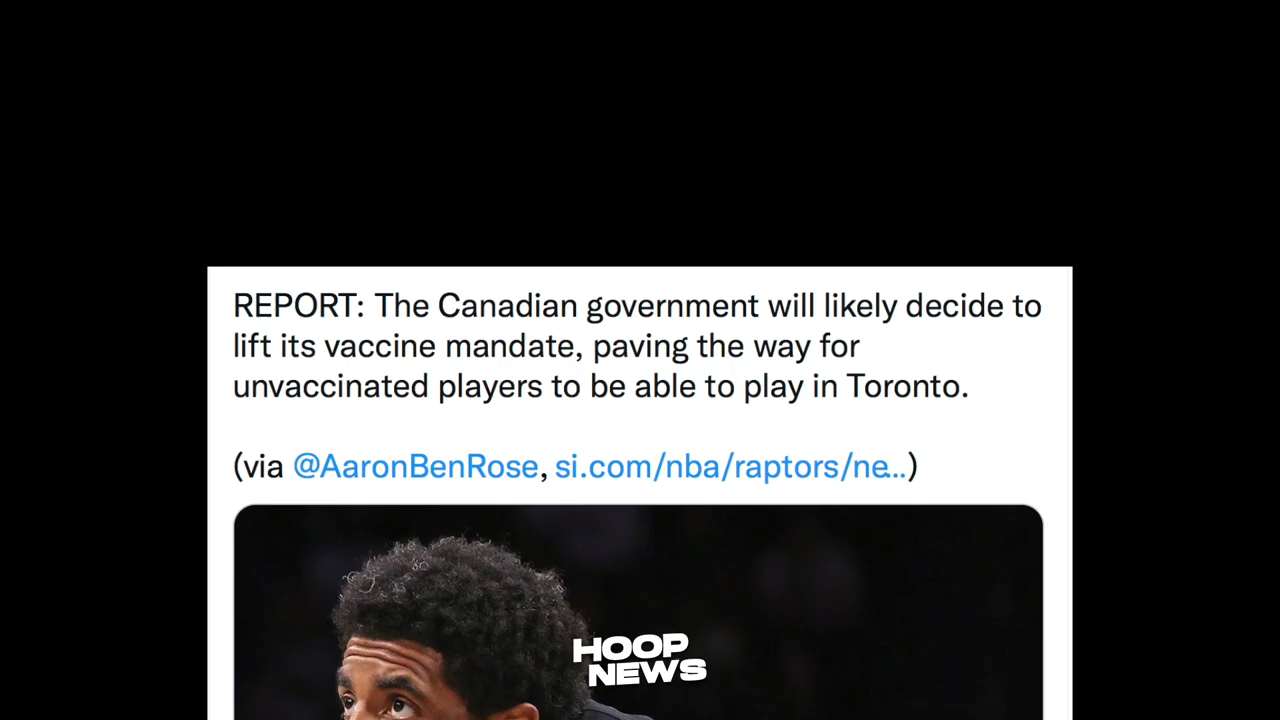 REPORT: The Canadian government will likely decide to
lift its vaccine mandate, paving the way for
unvaccinated players to be able to play in Toronto.
(via @AaronBenRose, si.com/nba/raptors/ne...)
HOOP
NEWS